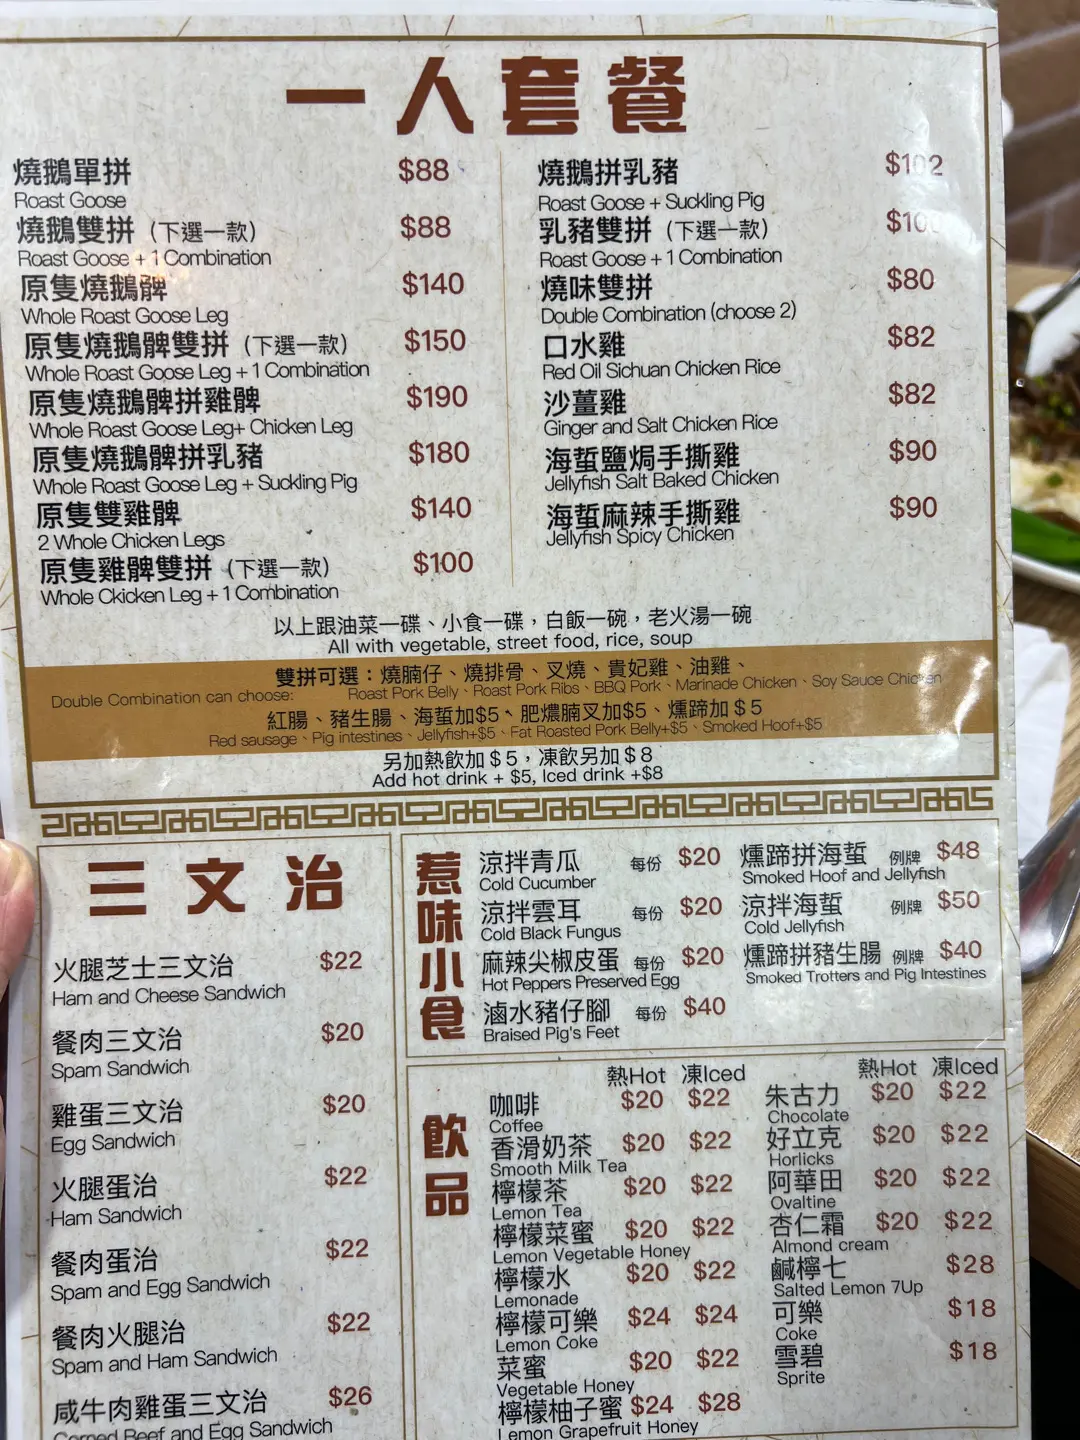 一人套餐
燒鵝單拼 $88
Roast Goose
燒鵝雙拼 (下選一款) $88
Roast Goose + 1 Combination
原隻燒鵝髀 $140
Whole Roast Goose Leg
原隻燒鵝髀雙拼 (下選一款) $150
Whole Roast Goose Leg + 1 Combination
原隻燒鵝髀拼雞髀 $190
Whole Roast Goose Leg+ Chicken Leg
原隻燒鵝髀拼乳豬 $180
Whole Roast Goose Leg + Suckling Pig
原隻雙雞髀 $140
2 Whole Chicken Legs
原隻雞髀雙拼 (下選一款) $100
Whole Ckicken Leg + 1 Combination
燒鵝拼乳豬 $102
Roast Goose + Suckling Pig
乳豬雙拼 (下選一款) $100
Roast Goose + 1 Combination
燒味雙拼 $80
Double Combination (choose 2)
口水雞 $82
Red Oil Sichuan Chicken Rice
沙薑雞 $82
Ginger and Salt Chicken Rice
海蜇鹽焗手撕雞 $90
Jellyfish Salt Baked Chicken
海蜇麻辣手撕雞 $90
Jellyfish Spicy Chicken
以上跟油菜一碟、小食一碟，白飯一碗，老火湯一碗
All with vegetable, street food, rice, soup
雙拼可選：燒腩仔、燒排骨、叉燒、貴妃雞、油雞、
Double Combination can choose: Roast Pork Belly、Roast Pork Ribs、BBQ Pork、Marinade Chicken、Soy Sauce Chicken
紅腸、豬生腸、海蜇加$5、肥燶腩叉加$5、燻蹄加＄5
Red sausage、Pig intestines、Jellyfish+$5、Fat Roasted Pork Belly+$5、Smoked Hoof+$5
另加熱飲加＄5，凍飲另加＄8
Add hot drink + $5, Iced drink +$8
三文治
火腿芝士三文治 $22
Ham and Cheese Sandwich
餐肉三文治 $20
Spam Sandwich
雞蛋三文治 $20
Egg Sandwich
火腿蛋治 $22
Ham Sandwich
餐肉蛋治 $22
Spam and Egg Sandwich
餐肉火腿治 $22
Spam and Ham Sandwich
咸牛肉雞蛋三文治 $26
Corned Beef and Egg Sandwich
惹味小食
涼拌青瓜 每份 $20
Cold Cucumber
涼拌雲耳 每份 $20
Cold Black Fungus
麻辣尖椒皮蛋 每份 $20
Hot Peppers Preserved Egg
滷水豬仔腳 每份 $40
Braised Pig's Feet
燻蹄拼海蜇 例牌 $48
Smoked Hoof and Jellyfish
涼拌海蜇 例牌 $50
Cold Jellyfish
燻蹄拼豬生腸 例牌 $40
Smoked Trotters and Pig Intestines
飲品
熱Hot 凍Iced
咖啡 $20 $22
Coffee
香滑奶茶 $20 $22
Smooth Milk Tea
檸檬茶 $20 $22
Lemon Tea
檸檬菜蜜 $20 $22
Lemon Vegetable Honey
檸檬水 $20 $22
Lemonade
檸檬可樂 $24 $24
Lemon Coke
菜蜜 $20 $22
Vegetable Honey
檸檬柚子蜜 $24 $28
Lemon Grapefruit Honey
熱Hot 凍Iced
朱古力 $20 $22
Chocolate
好立克 $20 $22
Horlicks
阿華田 $20 $22
Ovaltine
杏仁霜 $20 $22
Almond cream
鹹檸七 $28
Salted Lemon 7Up
可樂 $18
Coke
雪碧 $18
Sprite